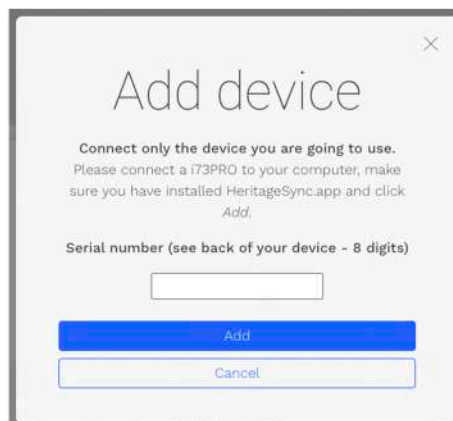 Add device
Connect only the device you are going to use.
Please connect a i73PRO to your computer, make
sure you have installed HeritageSync.app and click
Add.
Serial number (see back of your device - 8 digits)
Add
Cancel